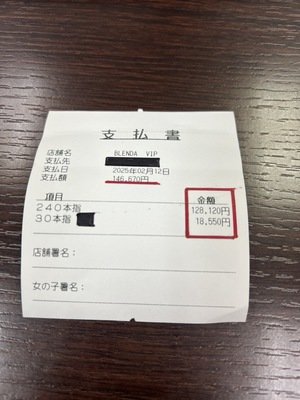 支払書
店舗名 BLENDA VIP
支払先
支払日 2025年02月12日
支払額 146,670円
項目 金額
240本指 128,120円
30本指 18,550円
店舗署名：
女の子署名：